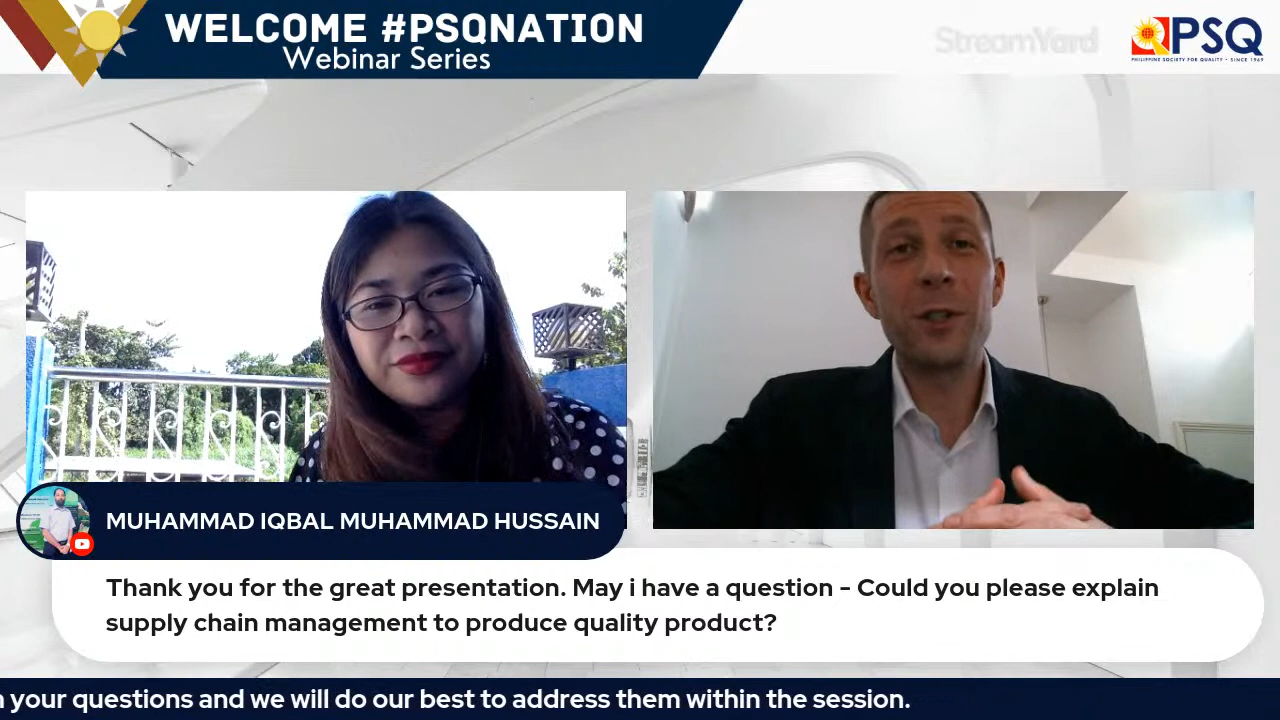 WELCOME #PSQNATION
Webinar Series
StreamYard
PSQ
PHILIPPINE SOCIETY FOR QUALITY • SINCE 1969
MUHAMMAD IQBAL MUHAMMAD HUSSAIN
Thank you for the great presentation. May i have a question - Could you please explain
supply chain management to produce quality product?
your questions and we will do our best to address them within the session.